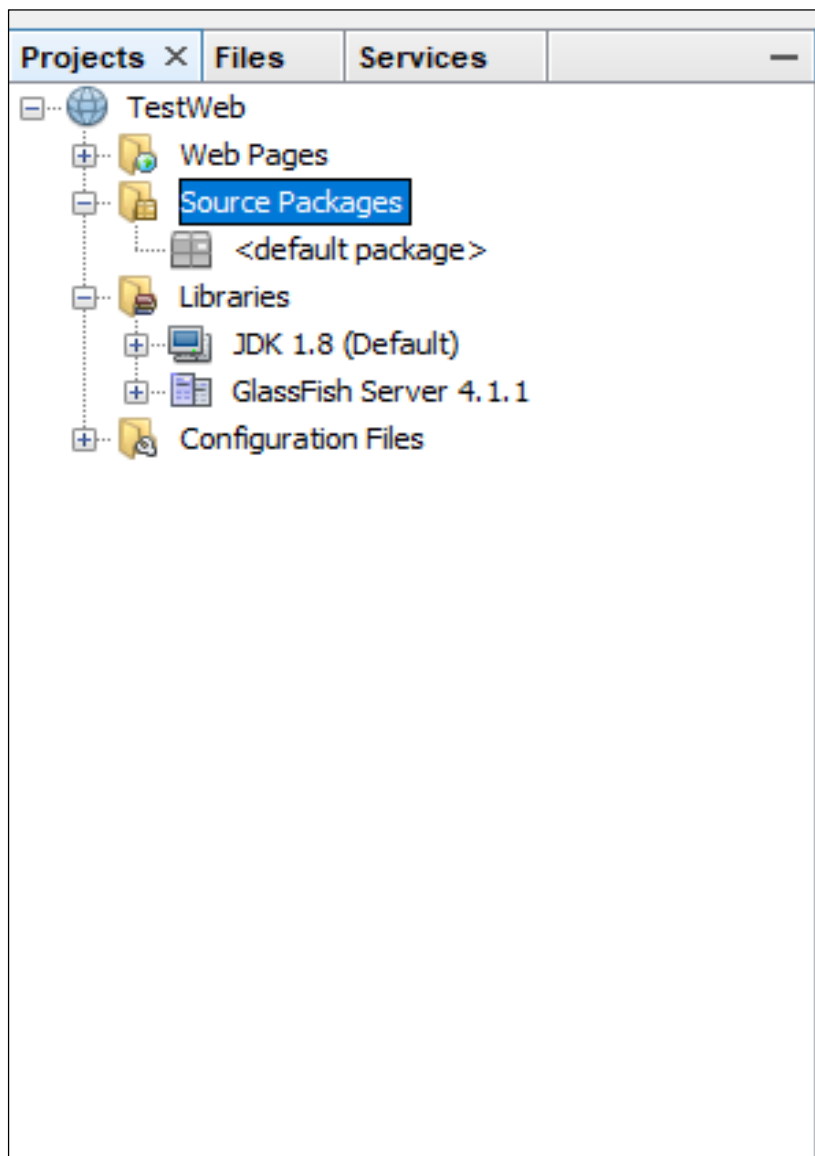 Projects Files Services
TestWeb
Web Pages
Source Packages
<default package>
Libraries
JDK 1.8 (Default)
GlassFish Server 4.1.1
Configuration Files